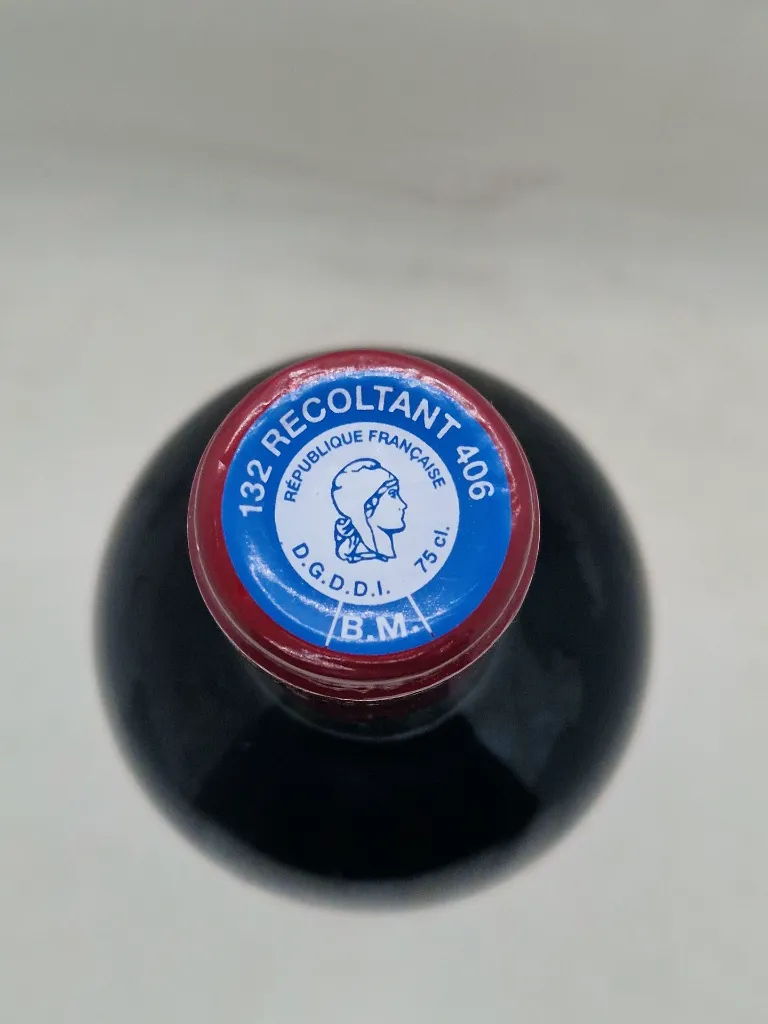 132 RECOLTANT 406
RÉPUBLIQUE FRANÇAISE
D.G.D.D.I.
75 cl.
B.M.